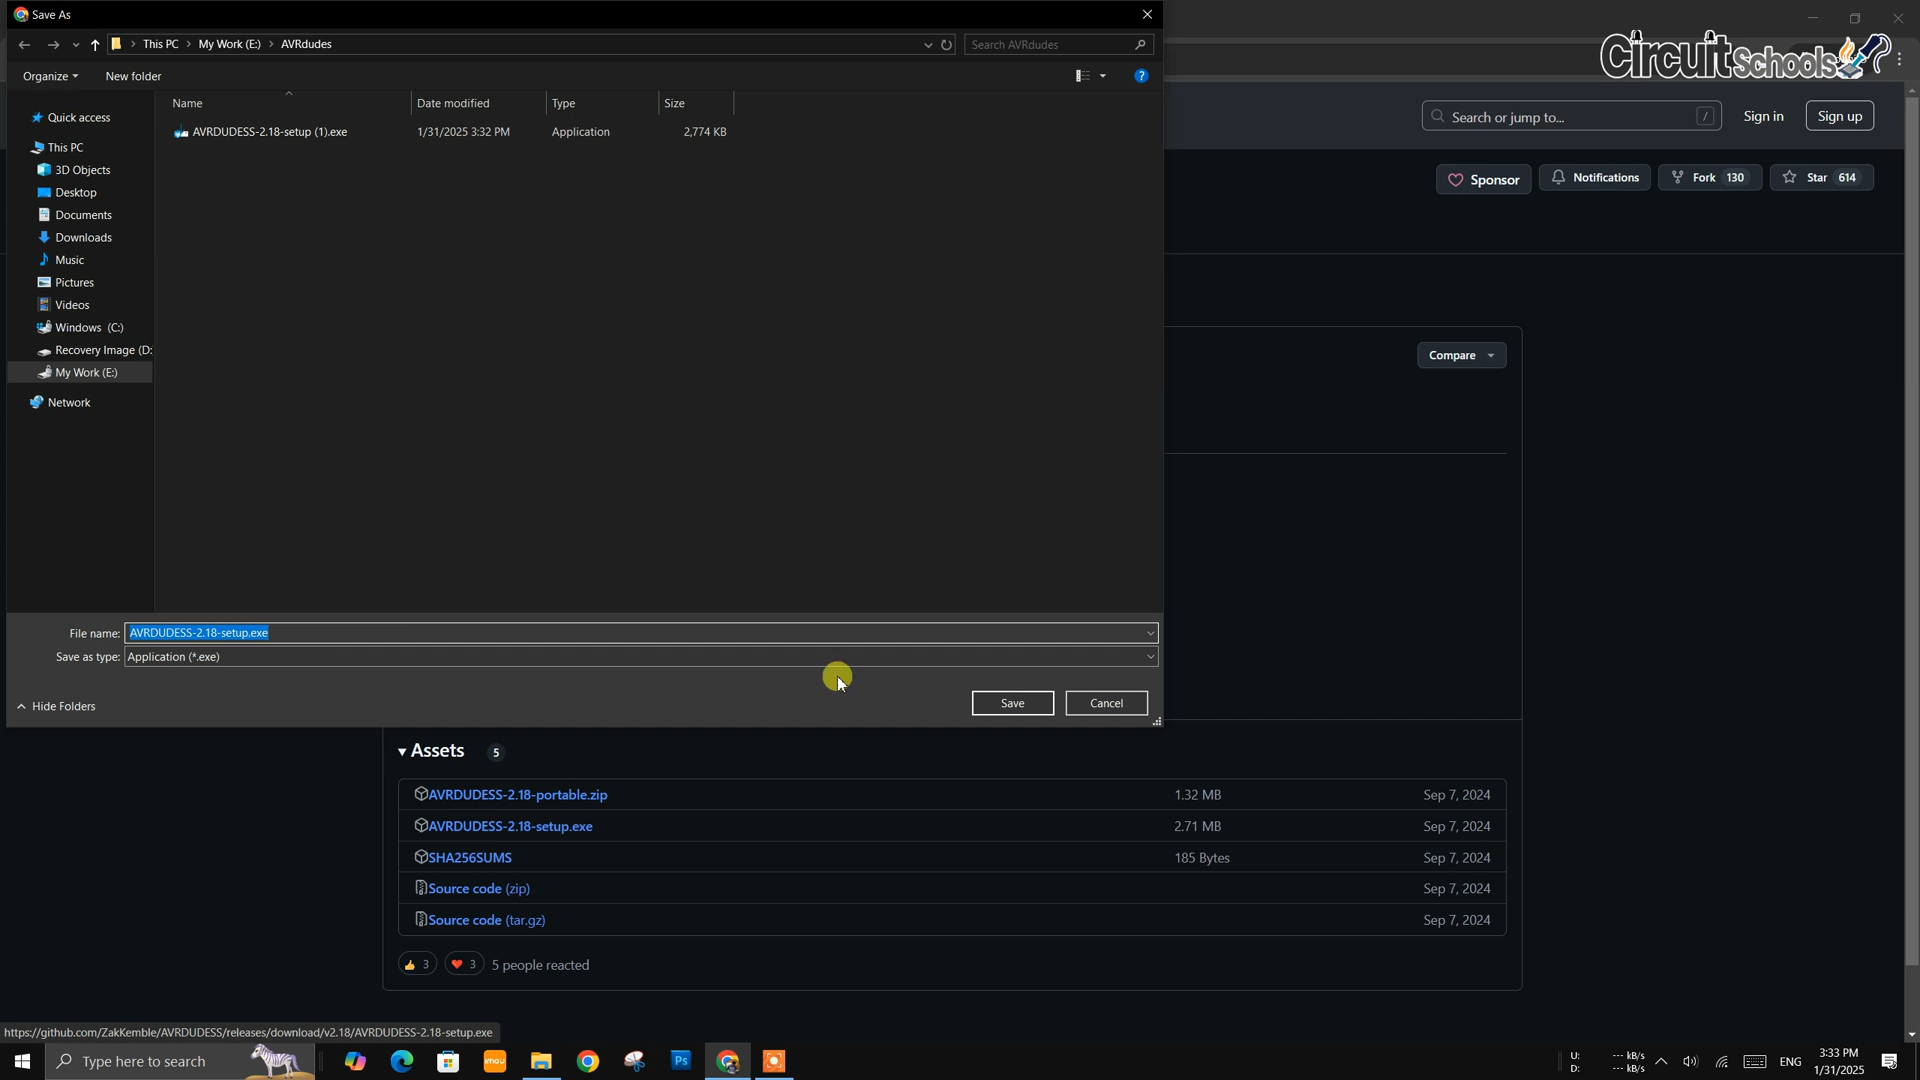 Save As
This PC > My Work (E:) > AVRdudes
Search AVRdudes
Organize
New folder
Name
Date modified
Type
Size
AVRDUDESS-2.18-setup (1).exe
1/31/2025 3:32 PM
Application
2,774 KB
Quick access
This PC
3D Objects
Desktop
Documents
Downloads
Music
Pictures
Videos
Windows (C:)
Recovery Image (D:
My Work (E:)
Network
File name: AVRDUDESS-2.18-setup.exe
Save as type: Application (*.exe)
Hide Folders
Save
Cancel
Circuit Schools
Search or jump to...
/
Sign in
Sign up
Sponsor
Notifications
Fork 130
Star 614
Compare
Assets 5
AVRDUDESS-2.18-portable.zip 1.32 MB Sep 7, 2024
AVRDUDESS-2.18-setup.exe 2.71 MB Sep 7, 2024
SHA256SUMS 185 Bytes Sep 7, 2024
Source code (zip) Sep 7, 2024
Source code (tar.gz) Sep 7, 2024
👍 3 ❤️ 3 5 people reacted
https://github.com/ZakKemble/AVRDUDESS/releases/download/v2.18/AVRDUDESS-2.18-setup.exe
Type here to search
imou
Ps
U: --- kB/s
D: --- kB/s
ENG
3:33 PM
1/31/2025